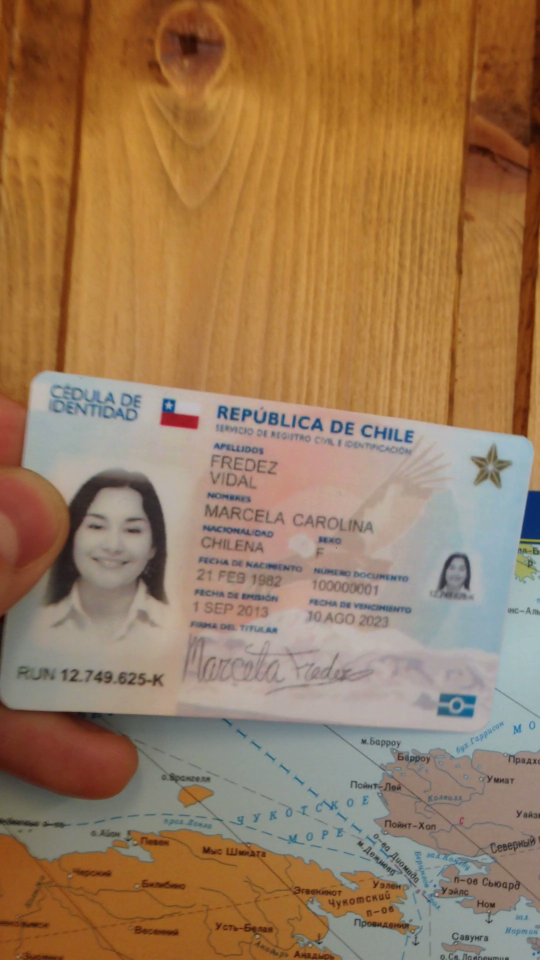 CÉDULA DE
IDENTIDAD
REPÚBLICA DE CHILE
SERVICIO DE REGISTRO CIVIL E IDENTIFICACIÓN
APELLIDOS
FREDEZ
VIDAL
NOMBRES
MARCELA CAROLINA
NACIONALIDAD SEXO
CHILENA F
FECHA DE NACIMIENTO NÚMERO DOCUMENTO
21 FEB 1982 100000001
FECHA DE EMISIÓN FECHA DE VENCIMIENTO
1 SEP 2013 10 AGO 2023
FIRMA DEL TITULAR
Marcela Fredez
RUN 12.749.625-K
м.Барроу
Барроу
Пойнт-Лей
Умиат
о.Врангеля
ЧУКОТСКОЕ
МОРЕ
Пойнт-Хоп
Северный
о-ва Диомида
м.Дежнёва
о.Айон
Певек
Мыс Шмидта
Черский
Билибино
Эгвекинот
Уэлен
Чукотский
п-ов
п-ов Сьюард
Уэйлс
Ном
Провидения
Весенний
Усть-Белая
Анадырь
Савунга
о.Св.Лаврентия